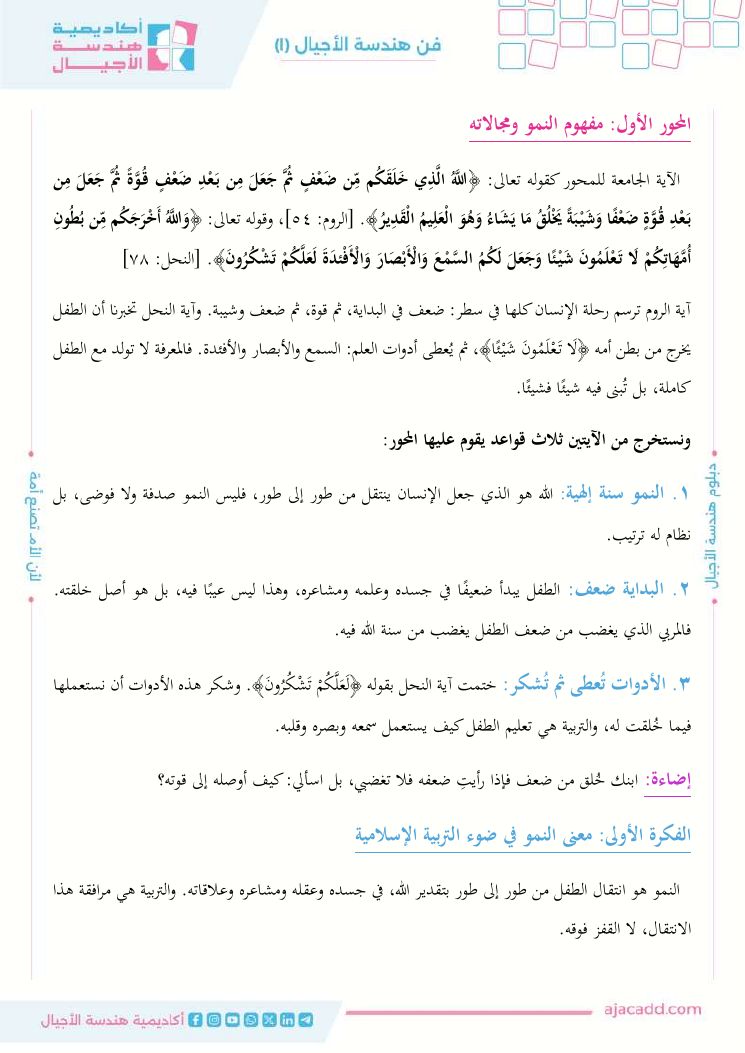 أكاديمية
هندسة
الأجيال
فن هندسة الأجيال (١)
المحور الأول: مفهوم النمو ومجالاته
الآية الجامعة للمحور كقوله تعالى: ﴿اللَّهُ الَّذِي خَلَقَكُم مِّن ضَعْفٍ ثُمَّ جَعَلَ مِن بَعْدِ ضَعْفٍ قُوَّةً ثُمَّ جَعَلَ مِن
بَعْدِ قُوَّةٍ ضَعْفًا وَشَيْبَةً يَخْلُقُ مَا يَشَاءُ وَهُوَ الْعَلِيمُ الْقَدِيرُ﴾. [الروم: ٥٤]، وقوله تعالى: ﴿وَاللَّهُ أَخْرَجَكُم مِّن بُطُونِ
أُمَّهَاتِكُمْ لَا تَعْلَمُونَ شَيْئًا وَجَعَلَ لَكُمُ السَّمْعَ وَالْأَبْصَارَ وَالْأَفْئدَةَ لَعَلَّكُمْ تَشْكُرُونَ﴾. [النحل: ٧٨]
آية الروم ترسم رحلة الإنسان كلها في سطر: ضعف في البداية، ثم قوة، ثم ضعف وشيبة. وآية النحل تخبرنا أن الطفل
يخرج من بطن أمه ﴿لَا تَعْلَمُونَ شَيْئًا﴾، ثم يُعطى أدوات العلم: السمع والأبصار والأفئدة. فالمعرفة لا تولد مع الطفل
كاملة، بل تُبنى فيه شيئًا فشيئًا.
ونستخرج من الآيتين ثلاث قواعد يقوم عليها المحور:
١. النمو سنة إلهية: الله هو الذي جعل الإنسان ينتقل من طور إلى طور، فليس النمو صدفة ولا فوضى، بل
نظام له ترتيب.
٢. البداية ضعف: الطفل يبدأ ضعيفًا في جسده وعلمه ومشاعره، وهذا ليس عيبًا فيه، بل هو أصل خلقته.
فالمربي الذي يغضب من ضعف الطفل يغضب من سنة الله فيه.
٣. الأدوات تُعطى ثم تُشكر: ختمت آية النحل بقوله ﴿لَعَلَّكُمْ تَشْكُرُونَ﴾. وشكر هذه الأدوات أن نستعملها
فيما خُلقت له، والتربية هي تعليم الطفل كيف يستعمل سمعه وبصره وقلبه.
إضاءة: ابنك خُلق من ضعف فإذا رأيتِ ضعفه فلا تغضبي، بل اسألي: كيف أوصله إلى قوته؟
الفكرة الأولى: معنى النمو في ضوء التربية الإسلامية
النمو هو انتقال الطفل من طور إلى طور بتقدير الله، في جسده وعقله ومشاعره وعلاقاته. والتربية هي مرافقة هذا
الانتقال، لا القفز فوقه.
دبلوم هندسة الأجيال
لأن الأم تصنع أمة
ajacadd.com
أكاديمية هندسة الأجيال